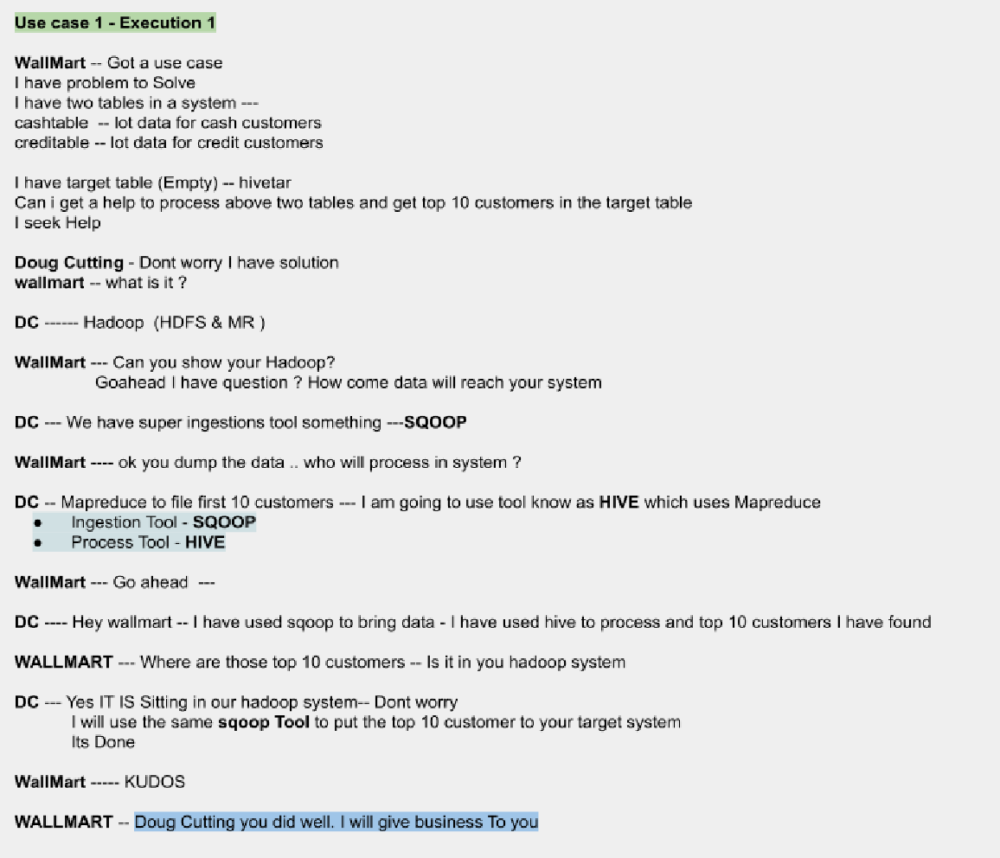 Use case 1 - Execution 1
WallMart -- Got a use case
I have problem to Solve
I have two tables in a system ---
cashtable  -- lot data for cash customers
creditable -- lot data for credit customers
I have target table (Empty) -- hivetar
Can i get a help to process above two tables and get top 10 customers in the target table
I seek Help
Doug Cutting - Dont worry I have solution
wallmart -- what is it ?
DC ------ Hadoop  (HDFS & MR )
WallMart --- Can you show your Hadoop?
Goahead I have question ? How come data will reach your system
DC --- We have super ingestions tool something ---SQOOP
WallMart ---- ok you dump the data .. who will process in system ?
DC -- Mapreduce to file first 10 customers --- I am going to use tool know as HIVE which uses Mapreduce
● Ingestion Tool - SQOOP
● Process Tool - HIVE
WallMart --- Go ahead  ---
DC ---- Hey wallmart -- I have used sqoop to bring data - I have used hive to process and top 10 customers I have found
WALLMART --- Where are those top 10 customers -- Is it in you hadoop system
DC --- Yes IT IS Sitting in our hadoop system-- Dont worry
I will use the same sqoop Tool to put the top 10 customer to your target system
Its Done
WallMart ----- KUDOS
WALLMART -- Doug Cutting you did well. I will give business To you